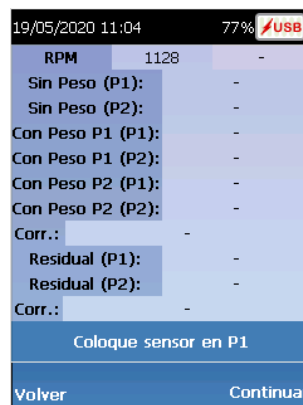 19/05/2020 11:04 77% USB
RPM 1128 -
Sin Peso (P1): -
Sin Peso (P2): -
Con Peso P1 (P1): -
Con Peso P1 (P2): -
Con Peso P2 (P1): -
Con Peso P2 (P2): -
Corr.: -
Residual (P1): -
Residual (P2): -
Corr.: -
Coloque sensor en P1
Volver Continua